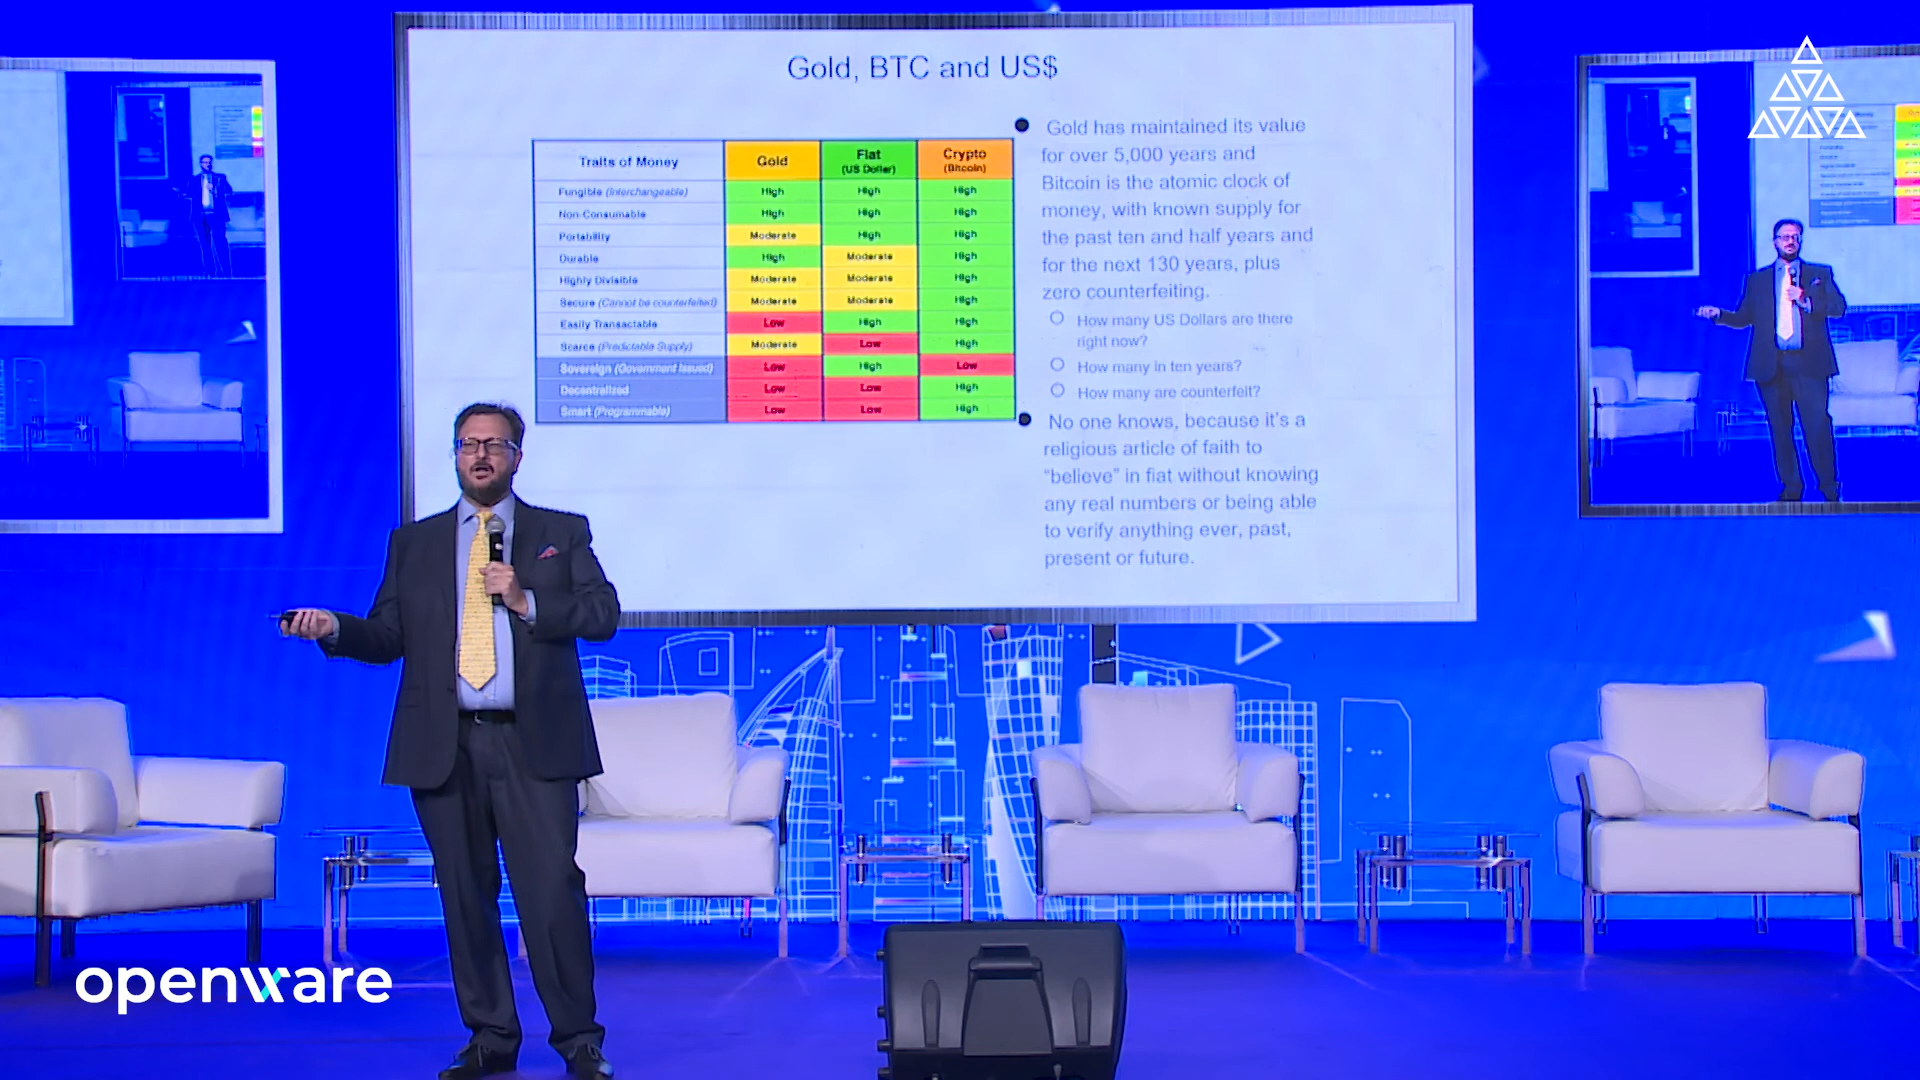 Gold, BTC and US$
Traits of Money Gold Fiat Crypto
(US Dollar) (Bitcoin)
Fungible (Interchangeable) High High High
Non-Consumable High High High
Portability Moderate High High
Durable High Moderate High
Highly Divisible Moderate Moderate High
Secure (Cannot be counterfeited) Moderate Moderate High
Easily Transactable Low High High
Scarce (Predictable Supply) Moderate Low High
Sovereign (Government Issued) Low High Low
Decentralized Low Low High
Smart (Programmable) Low Low High
Gold has maintained its value
for over 5,000 years and
Bitcoin is the atomic clock of
money, with known supply for
the past ten and half years and
for the next 130 years, plus
zero counterfeiting.
How many US Dollars are there
right now?
How many in ten years?
How many are counterfeit?
No one knows, because it's a
religious article of faith to
"believe" in fiat without knowing
any real numbers or being able
to verify anything ever, past,
present or future.
openware